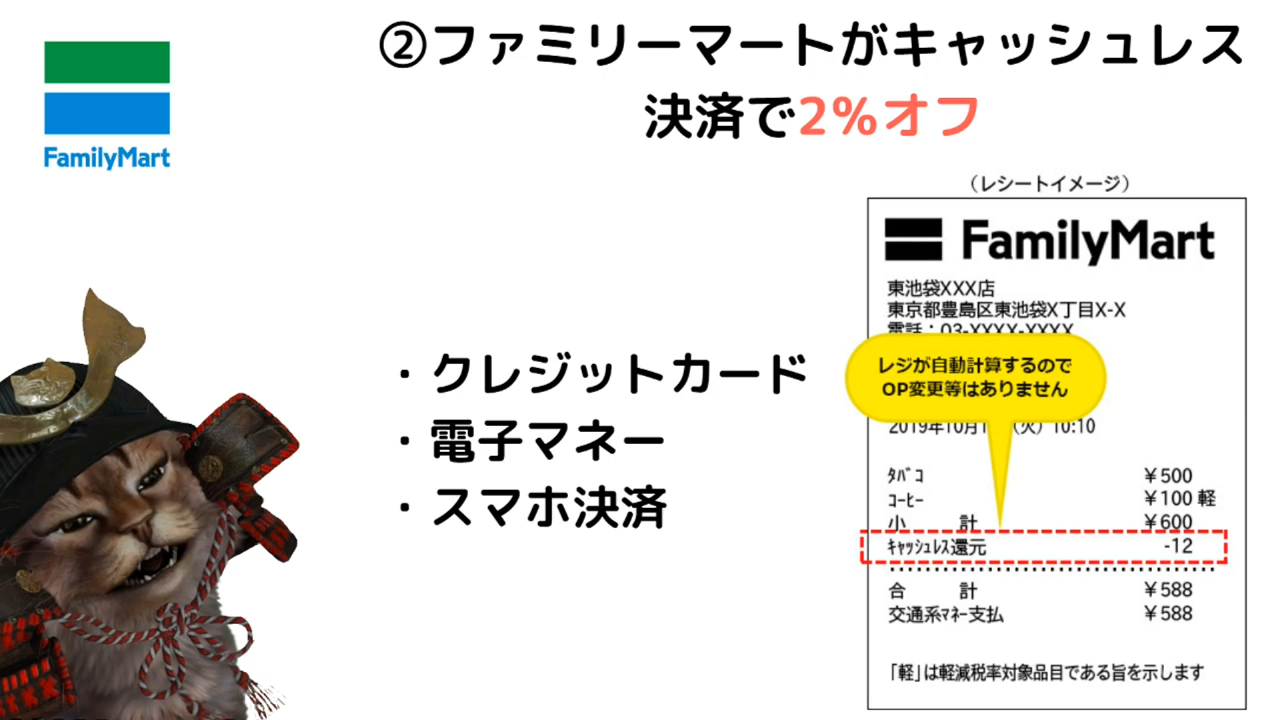 ②ファミリーマートがキャッシュレス
決済で2%オフ
FamilyMart
・クレジットカード
・電子マネー
・スマホ決済
(レシートイメージ)
FamilyMart
東池袋XXX店
東京都豊島区東池袋X丁目X-X
電話:03-XXXX-XXXX
レジが自動計算するので
OP変更等はありません
2019年10月1 (火) 10:10
タバコ ¥500
コーヒー ¥100 軽
小 計 ¥600
キャッシュレス還元 -12
合 計 ¥588
交通系マネー支払 ¥588
「軽」は軽減税率対象品目である旨を示します